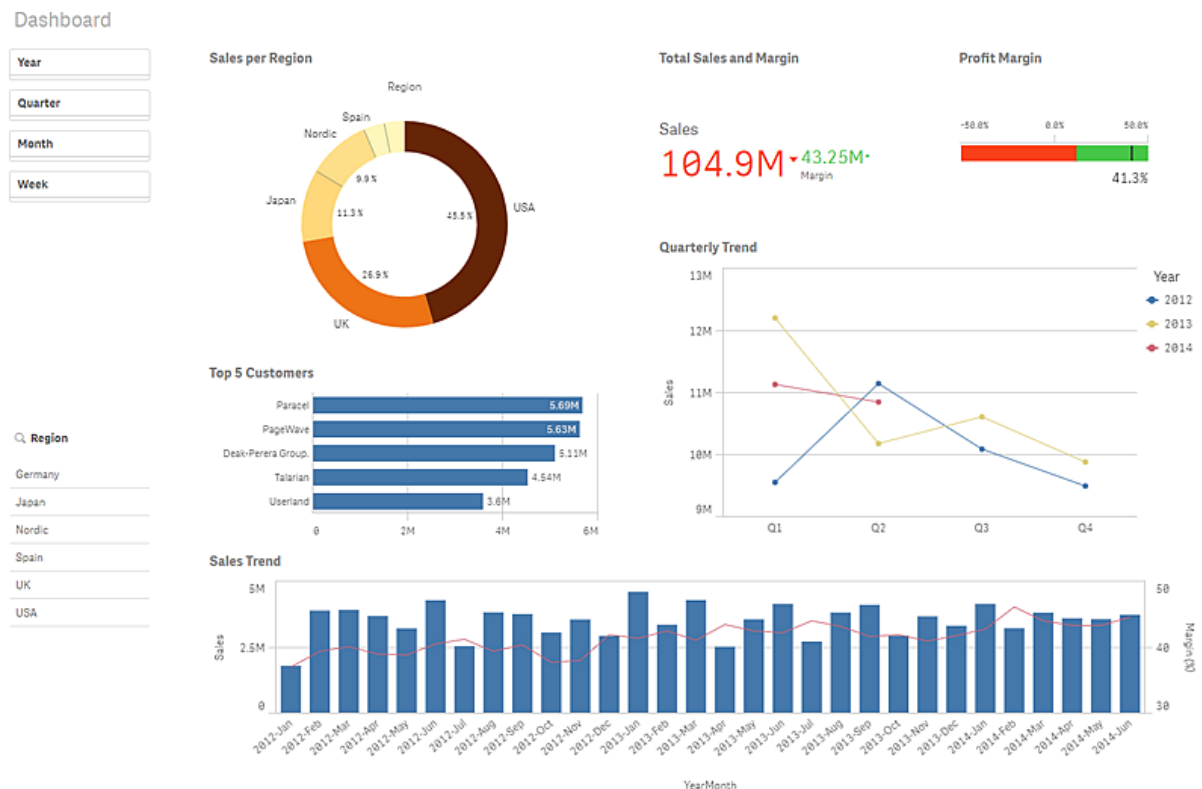 Dashboard
Year
Quarter
Month
Week
Region
Germany
Japan
Nordic
Spain
UK
USA
Sales per Region
Region
Spain
Nordic
Japan
USA
UK
9.9 %
11.3 %
45.5 %
26.9 %
Total Sales and Margin
Sales
104.9M
43.25M
Margin
Profit Margin
-50.0% 0.0% 50.0%
41.3%
Top 5 Customers
Paracel 5.69M
PageWave 5.63M
Deak-Perera Group. 5.11M
Talarian 4.54M
Userland 3.6M
0 2M 4M 6M
Quarterly Trend
Sales
13M
12M
11M
10M
9M
Q1 Q2 Q3 Q4
Year
2012
2013
2014
Sales Trend
Sales
5M
2.5M
0
50
40
30
Margin (%)
2012-Jan 2012-Feb 2012-Mar 2012-Apr 2012-May 2012-Jun 2012-Jul 2012-Aug 2012-Sep 2012-Oct 2012-Nov 2012-Dec 2013-Jan 2013-Feb 2013-Mar 2013-Apr 2013-May 2013-Jun 2013-Jul 2013-Aug 2013-Sep 2013-Oct 2013-Nov 2013-Dec 2014-Jan 2014-Feb 2014-Mar 2014-Apr 2014-May 2014-Jun
YearMonth